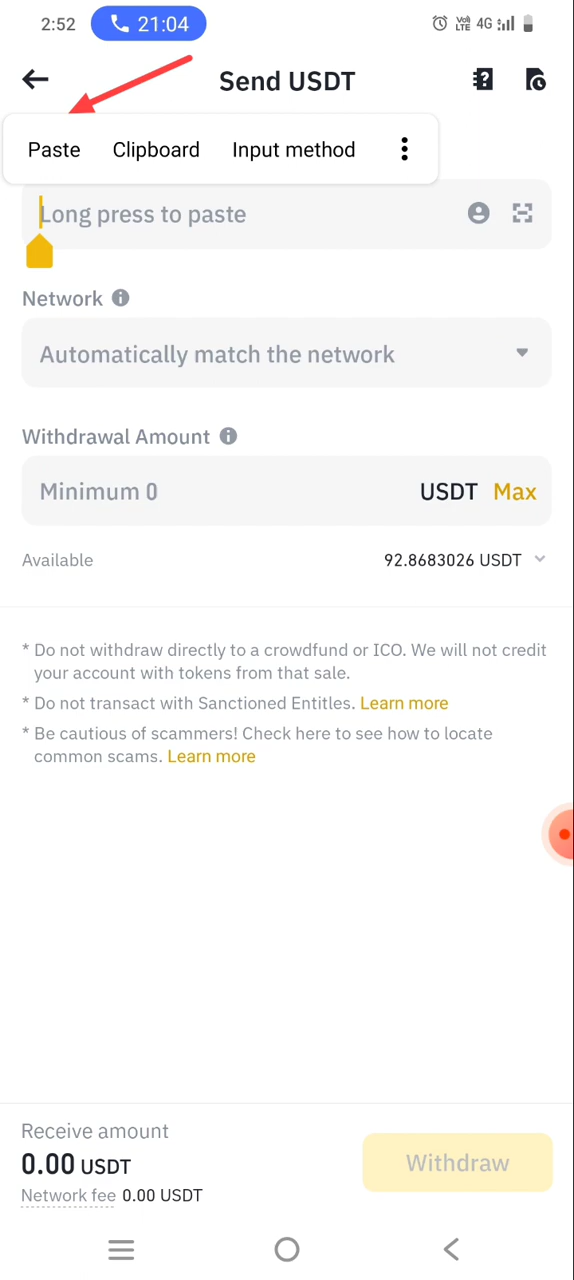 2:52 21:04 Vo) LTE 4G
Send USDT
Paste Clipboard Input method
Long press to paste
Network
Automatically match the network
Withdrawal Amount
Minimum 0 USDT Max
Available 92.8683026 USDT
* Do not withdraw directly to a crowdfund or ICO. We will not credit
your account with tokens from that sale.
* Do not transact with Sanctioned Entitles. Learn more
* Be cautious of scammers! Check here to see how to locate
common scams. Learn more
Receive amount
0.00 USDT
Withdraw
Network fee 0.00 USDT